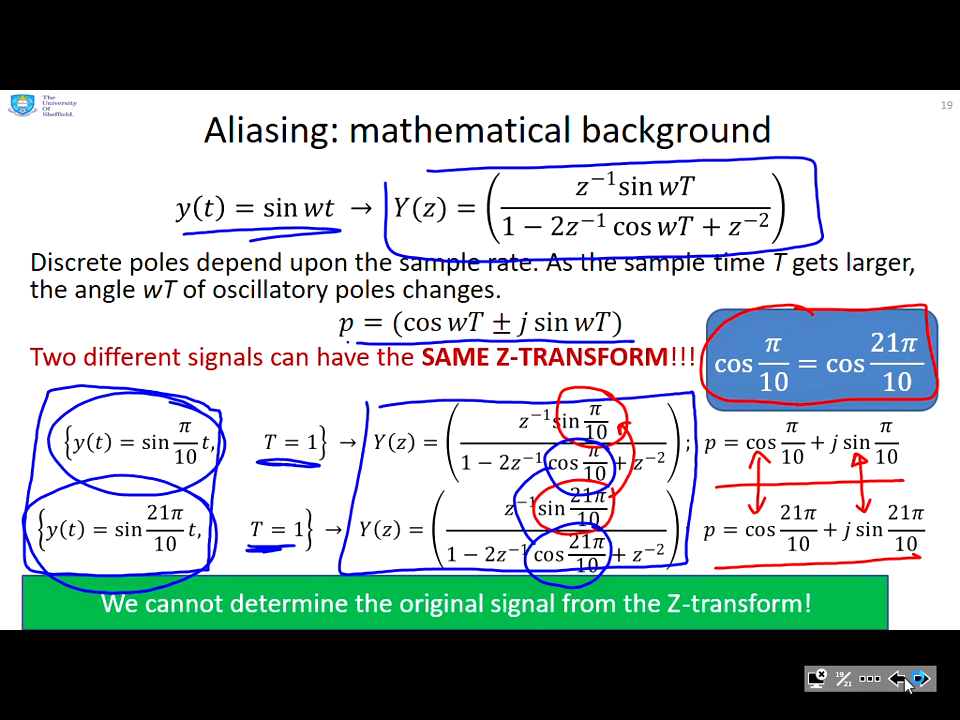 The
University
Of
Sheffield.
19
Aliasing: mathematical background
y(t) = sin wt → Y(z) = (z⁻¹sin wT / (1 − 2z⁻¹ cos wT + z⁻²))
Discrete poles depend upon the sample rate. As the sample time T gets larger,
the angle wT of oscillatory poles changes.
p = (cos wT ± j sin wT)
Two different signals can have the SAME Z-TRANSFORM!!!
cos π/10 = cos 21π/10
{y(t) = sin π/10 t, T = 1} → Y(z) = (z⁻¹sin π/10 / (1 − 2z⁻¹cos π/10 + z⁻²)); p = cos π/10 + j sin π/10
{y(t) = sin 21π/10 t, T = 1} → Y(z) = (z⁻¹sin 21π/10 / (1 − 2z⁻¹cos 21π/10 + z⁻²)); p = cos 21π/10 + j sin 21π/10
We cannot determine the original signal from the Z-transform!
19/21